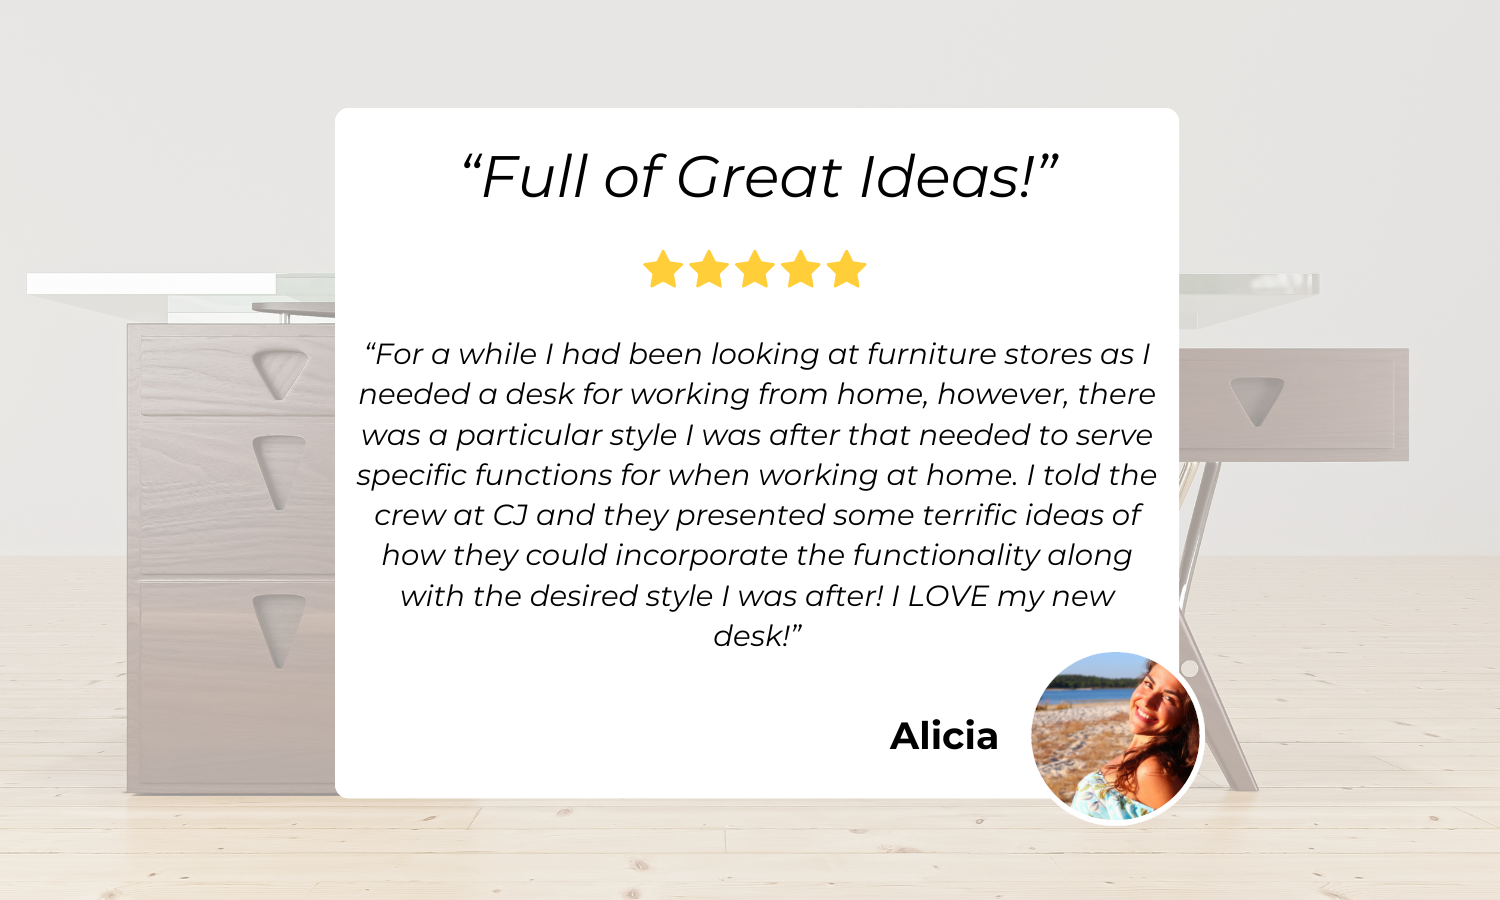 “Full of Great Ideas!”
“For a while I had been looking at furniture stores as I
needed a desk for working from home, however, there
was a particular style I was after that needed to serve
specific functions for when working at home. I told the
crew at CJ and they presented some terrific ideas of
how they could incorporate the functionality along
with the desired style I was after! I LOVE my new
desk!”
Alicia